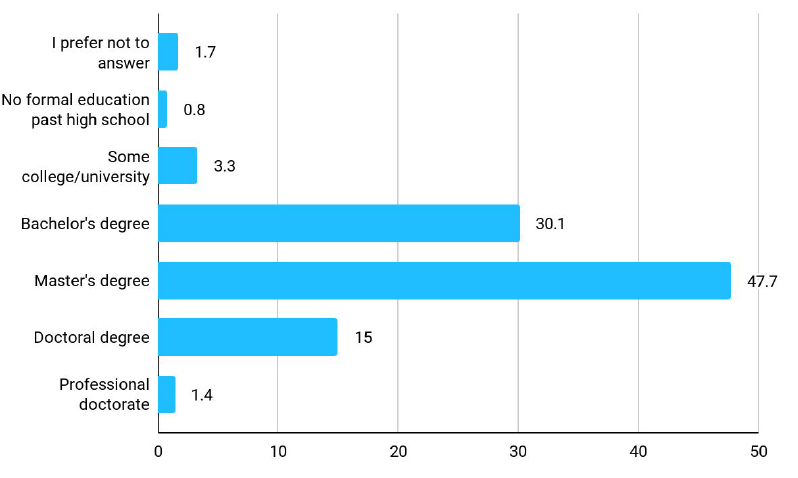 I prefer not to
answer
1.7
No formal education
past high school
0.8
Some
college/university
3.3
Bachelor's degree
30.1
Master's degree
47.7
Doctoral degree
15
Professional
doctorate
1.4
0 10 20 30 40 50